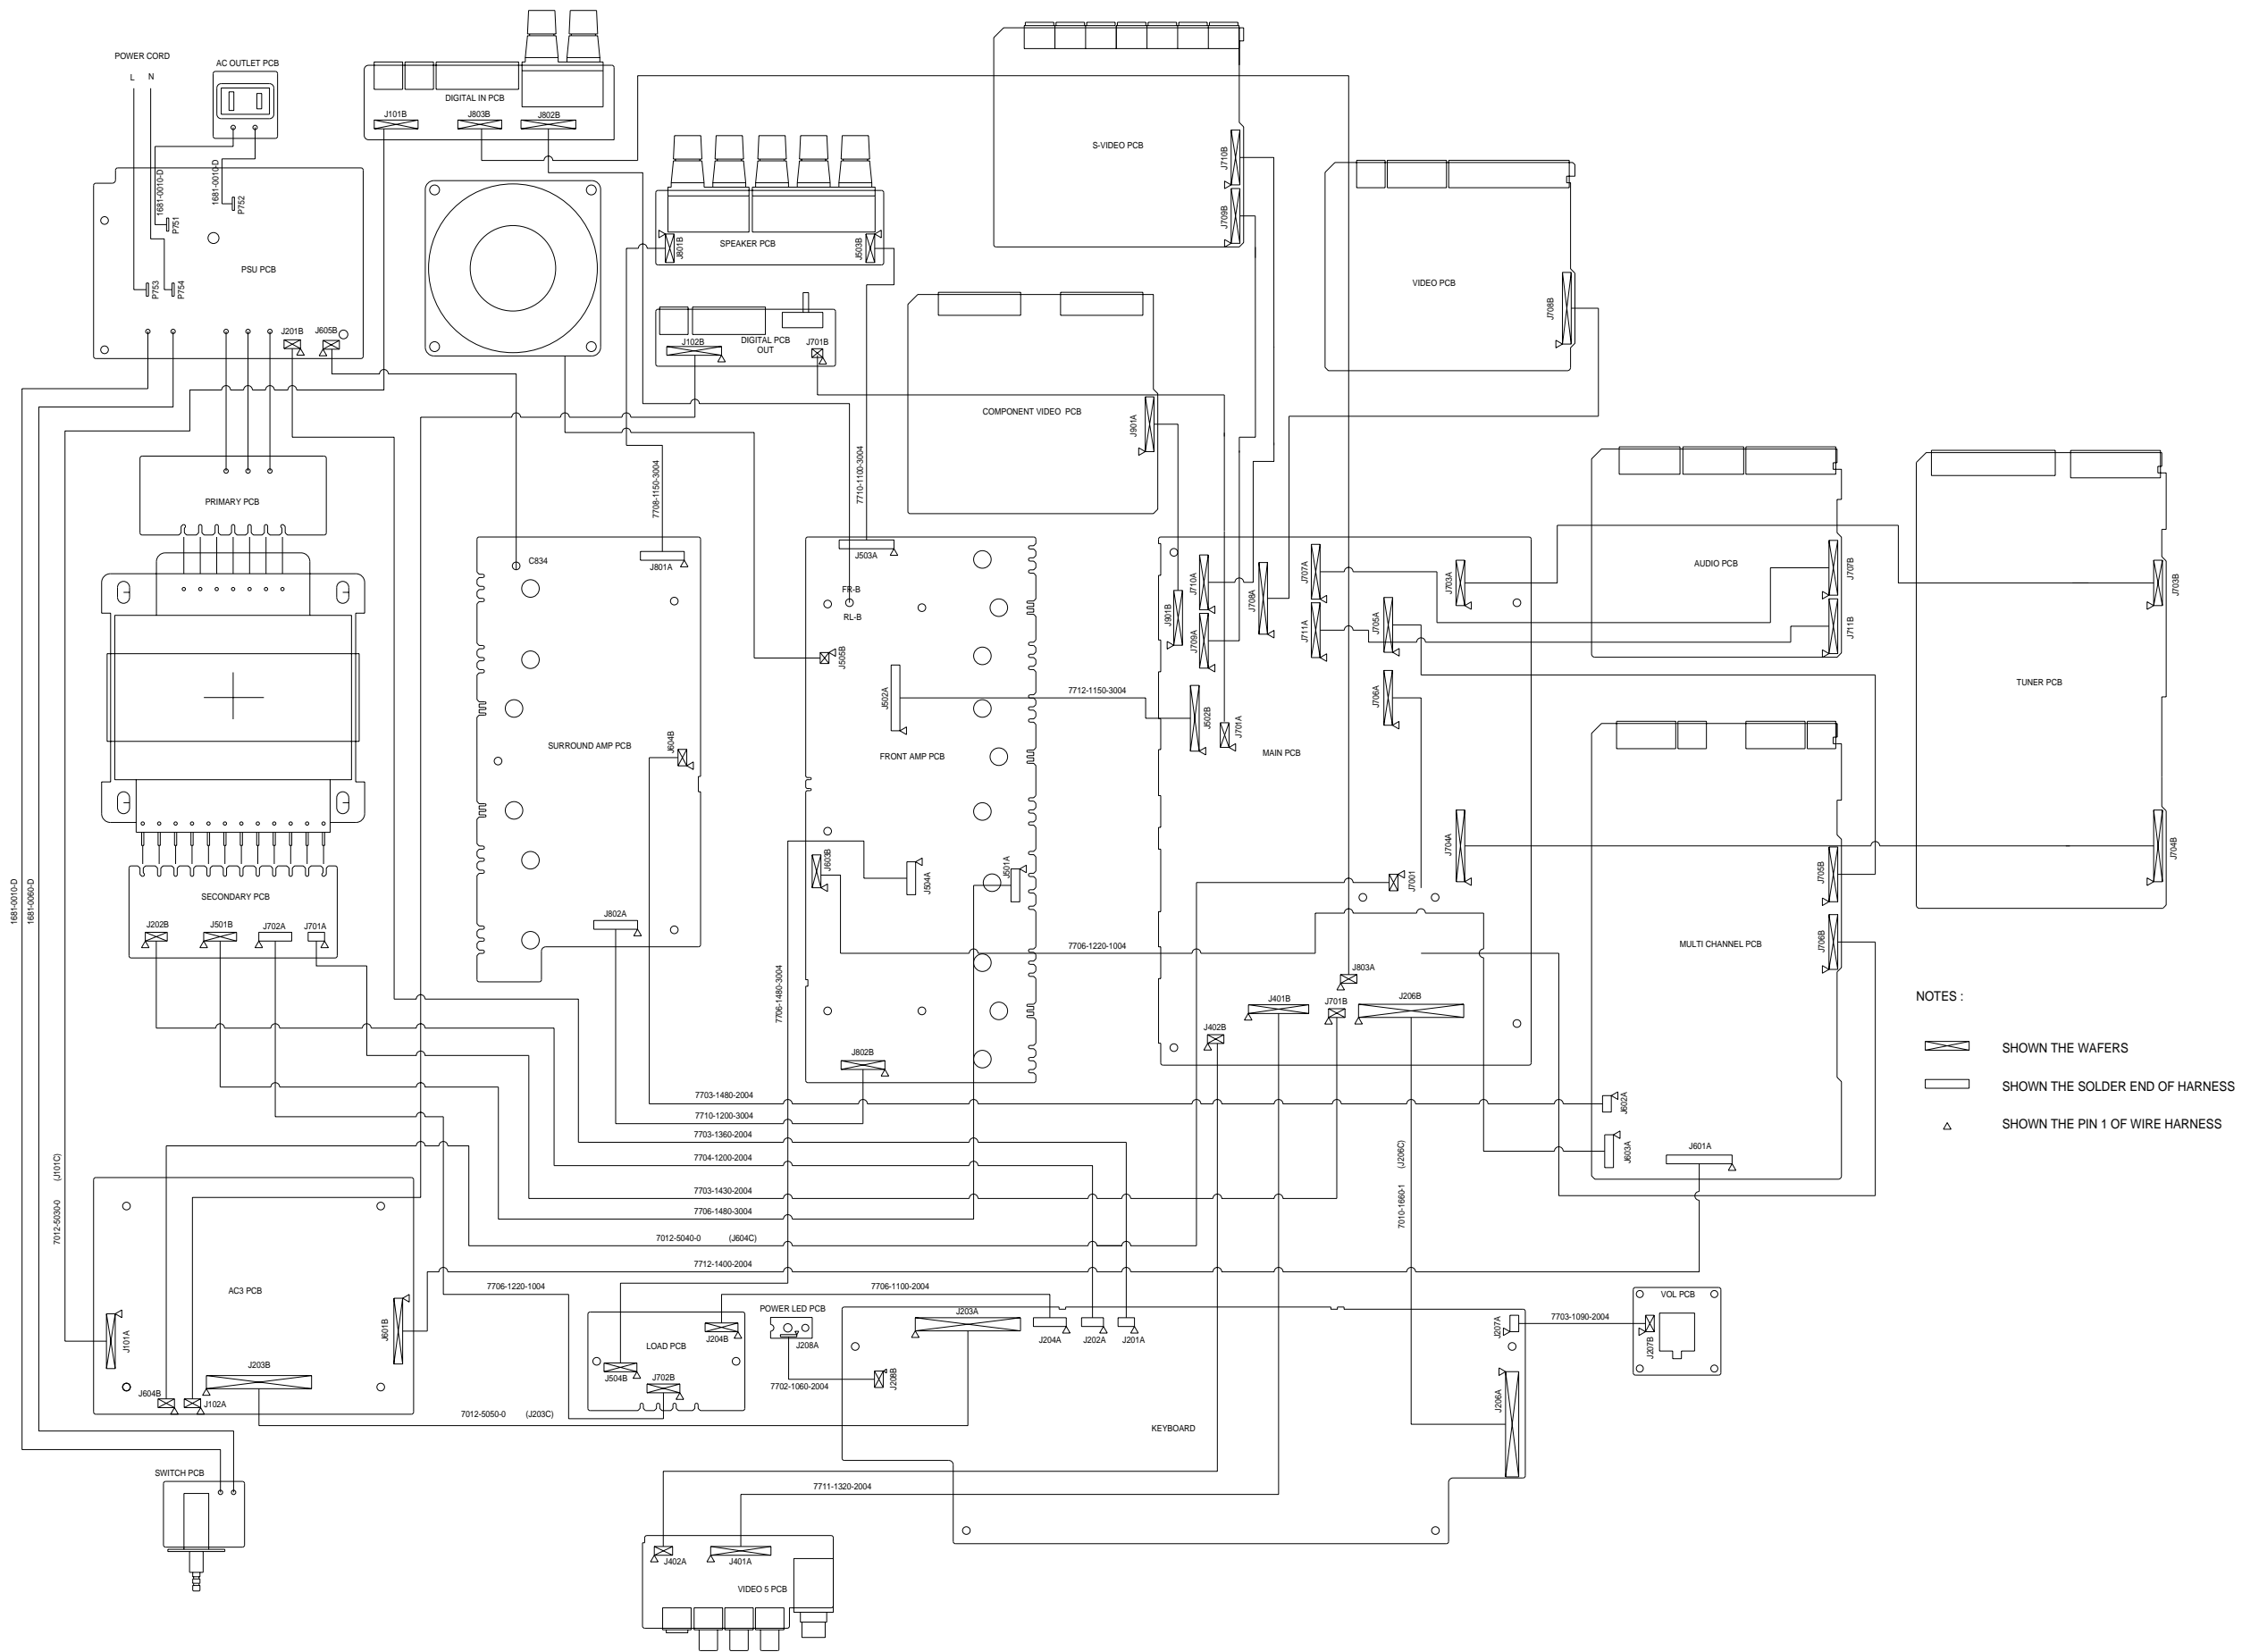 POWER CORD
L N
AC OUTLET PCB
DIGITAL IN PCB
J101B
J803B
J802B
1681-0010-D
1681-0010-D
P751
P752
PSU PCB
P753
P754
J201B
J605B
SPEAKER PCB
J801B
J503B
DIGITAL PCB
OUT
J102B
J701B
S-VIDEO PCB
J710B
J709B
VIDEO PCB
J708B
COMPONENT VIDEO PCB
J901A
PRIMARY PCB
7708-1150-3004
7710-1100-3004
C834
J801A
J503A
FR-B
RL-B
J505B
J502A
7712-1150-3004
SURROUND AMP PCB
J604B
FRONT AMP PCB
J603B
J504A
J501A
J802A
J802B
J901B
J710A
J709A
J708A
J707A
J711A
J705A
J706A
J703A
J502B
J701A
MAIN PCB
J704A
J7001
J803A
J401B
J701B
J206B
J402B
AUDIO PCB
J707B
J711B
TUNER PCB
J703B
J704B
MULTI CHANNEL PCB
J705B
J706B
J602A
J603A
J601A
SECONDARY PCB
J202B
J501B
J702A
J701A
1681-0010-D
1681-0060-D
7706-1220-1004
7706-1480-3004
7703-1480-2004
7710-1200-3004
7703-1360-2004
7704-1200-2004
7703-1430-2004
7706-1480-3004
7012-5040-0 (J604C)
7712-1400-2004
7706-1220-1004
7706-1100-2004
7012-5030-0 (J101C)
7010-1660-1 (J206C)
NOTES :
SHOWN THE WAFERS
SHOWN THE SOLDER END OF HARNESS
SHOWN THE PIN 1 OF WIRE HARNESS
AC3 PCB
J101A
J601B
J203B
J604B
J102A
7012-5050-0 (J203C)
LOAD PCB
J204B
J504B
J702B
POWER LED PCB
J208A
7702-1060-2004
J208B
J203A
J204A
J202A
J201A
J207A
7703-1090-2004
VOL PCB
J207B
J206A
KEYBOARD
SWITCH PCB
7711-1320-2004
J402A
J401A
VIDEO 5 PCB